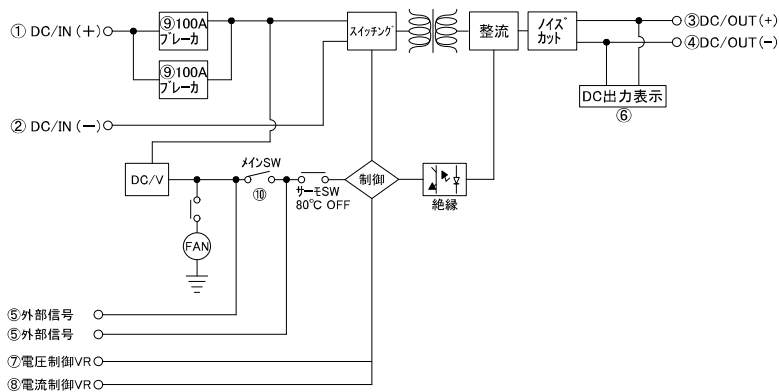 ① DC/IN (+)
⑨100A
ブレーカ
⑨100A
ブレーカ
スイッチング
整流
ノイズ
カット
③DC/OUT(+)
④DC/OUT(-)
DC出力表示
⑥
② DC/IN (-)
DC/V
メインSW
⑩
サーモSW
80℃ OFF
制御
絶縁
FAN
⑤外部信号
⑤外部信号
⑦電圧制御VR
⑧電流制御VR